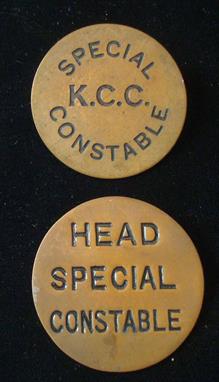 SPECIAL
K.C.C.
CONSTABLE
HEAD
SPECIAL
CONSTABLE